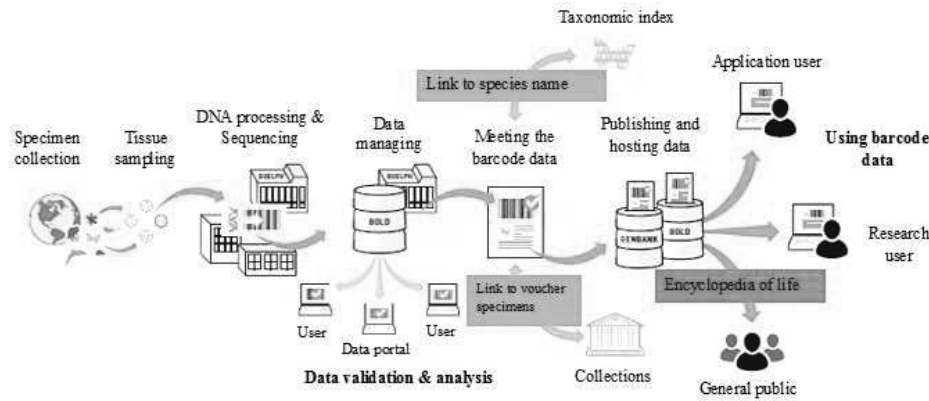 Taxonomic index
Application user
Link to species name
DNA processing &
Sequencing
Data
managing
Meeting the
barcode data
Publishing and
hosting data
Specimen
collection
Tissue
sampling
Using barcode
data
GUELPH
GUELPH
BOLD
GENBANK
BOLD
Research
user
Link to voucher
specimens
Encyclopedia of life
User
User
Data portal
Data validation & analysis
Collections
General public